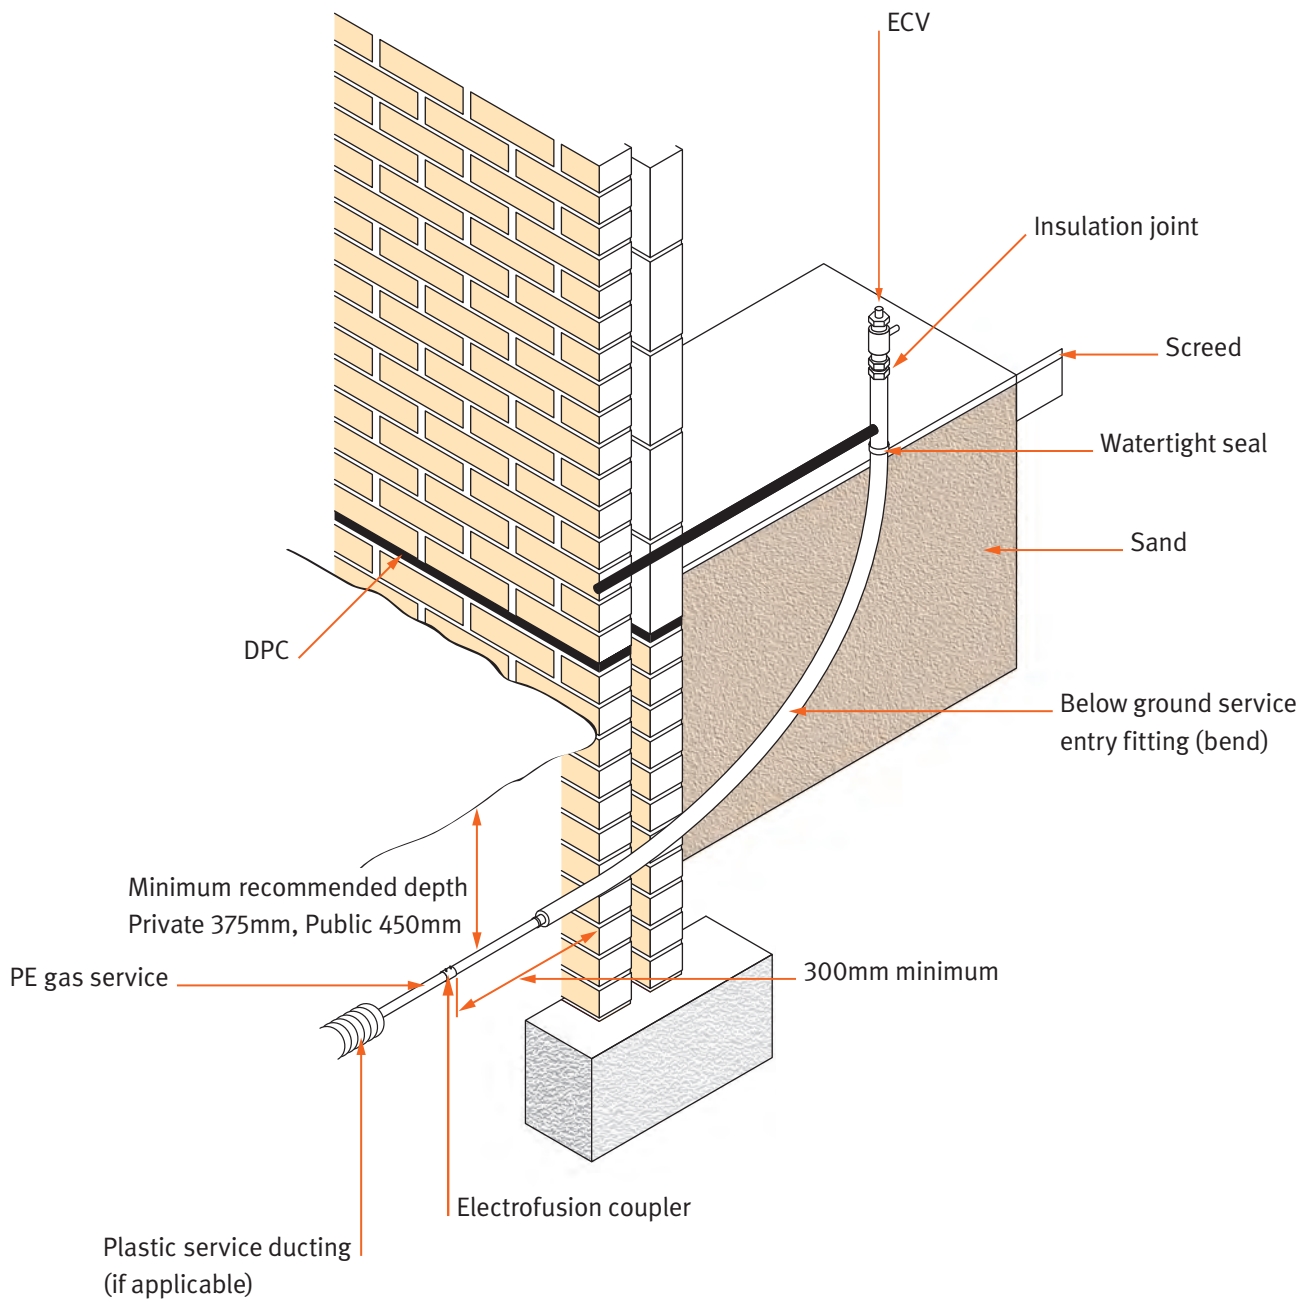 ECV
Insulation joint
Screed
Watertight seal
Sand
DPC
Below ground service
entry fitting (bend)
Minimum recommended depth
Private 375mm, Public 450mm
PE gas service
300mm minimum
Electrofusion coupler
Plastic service ducting
(if applicable)